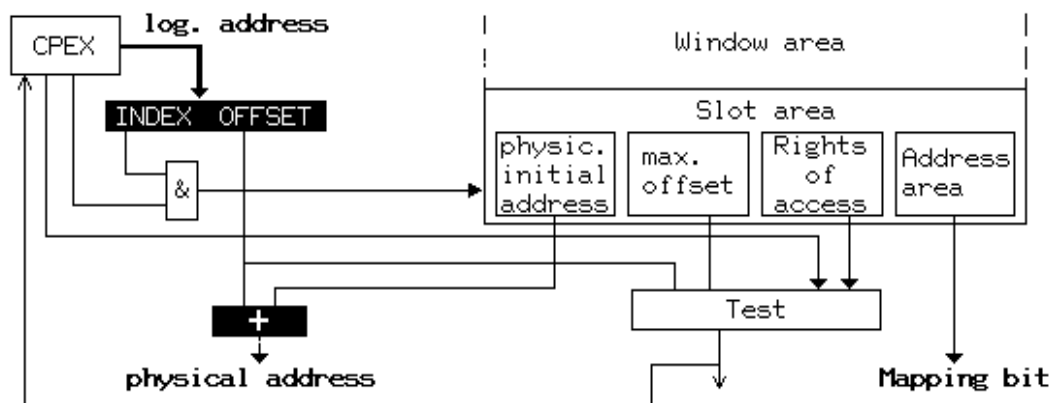 log. address
CPEX
Window area
INDEX OFFSET
Slot area
physic.
initial
address
max.
offset
Rights
of
access
Address
area
&
+
Test
physical address
Mapping bit